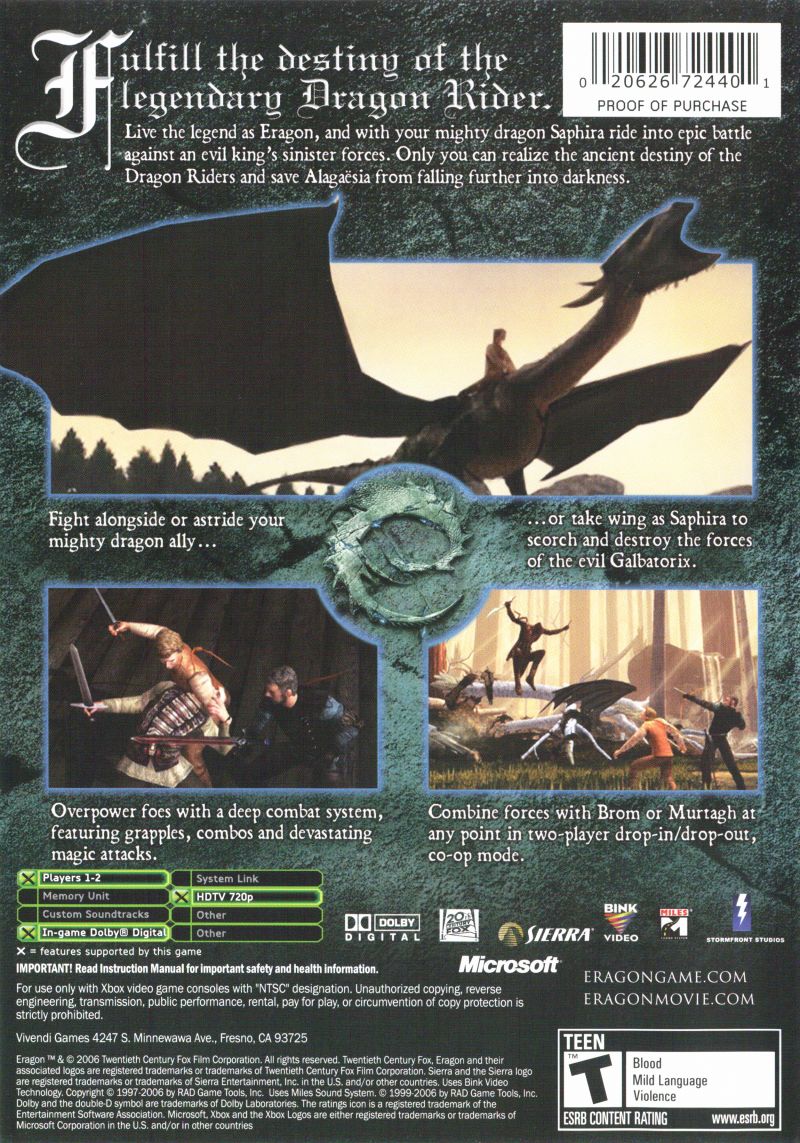 Fulfill the destiny of the
legendary Dragon Rider.
0 20626 72440 1
PROOF OF PURCHASE
Live the legend as Eragon, and with your mighty dragon Saphira ride into epic battle
against an evil king's sinister forces. Only you can realize the ancient destiny of the
Dragon Riders and save Alagaësia from falling further into darkness.
Fight alongside or astride your
mighty dragon ally...
...or take wing as Saphira to
scorch and destroy the forces
of the evil Galbatorix.
Overpower foes with a deep combat system,
featuring grapples, combos and devastating
magic attacks.
Combine forces with Brom or Murtagh at
any point in two-player drop-in/drop-out,
co-op mode.
Players 1-2
System Link
Memory Unit
HDTV 720p
Custom Soundtracks
Other
In-game Dolby® Digital
Other
X = features supported by this game
DOLBY
DIGITAL
20th CENTURY FOX
SIERRA
BINK
VIDEO
MILES
STORMFRONT STUDIOS
IMPORTANT! Read Instruction Manual for important safety and health information.
Microsoft
For use only with Xbox video game consoles with "NTSC" designation. Unauthorized copying, reverse
engineering, transmission, public performance, rental, pay for play, or circumvention of copy protection is
strictly prohibited.
ERAGONGAME.COM
ERAGONMOVIE.COM
Vivendi Games 4247 S. Minnewawa Ave., Fresno, CA 93725
Eragon ™ & © 2006 Twentieth Century Fox Film Corporation. All rights reserved. Twentieth Century Fox, Eragon and their
associated logos are registered trademarks or trademarks of Twentieth Century Fox Film Corporation. Sierra and the Sierra logo
are registered trademarks or trademarks of Sierra Entertainment, Inc. in the U.S. and/or other countries. Uses Bink Video
Technology. Copyright © 1997-2006 by RAD Game Tools, Inc. Uses Miles Sound System. © 1999-2006 by RAD Game Tools, Inc.
Dolby and the double-D symbol are trademarks of Dolby Laboratories. The ratings icon is a registered trademark of the
Entertainment Software Association. Microsoft, Xbox and the Xbox Logos are either registered trademarks or trademarks of
Microsoft Corporation in the U.S. and/or in other countries
TEEN
T™
Blood
Mild Language
Violence
ESRB CONTENT RATING
www.esrb.org